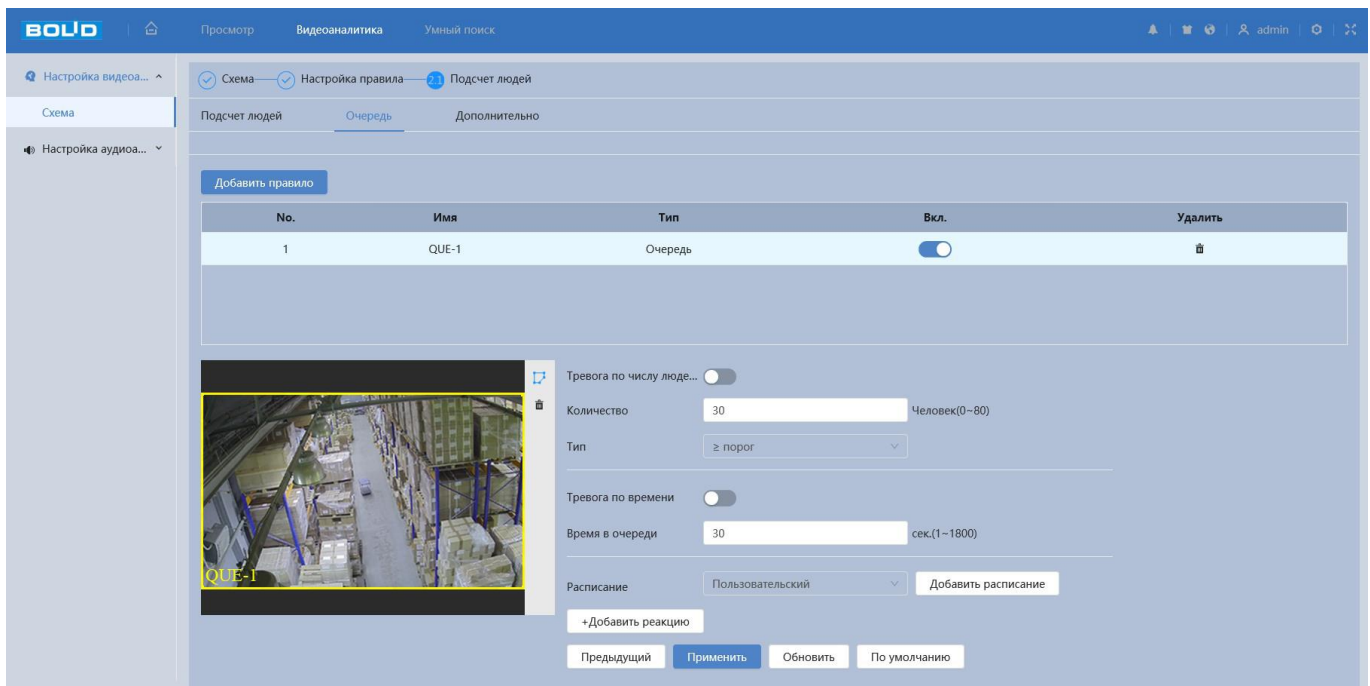 BOLID Просмотр Видеоаналитика Умный поиск admin
Настройка видеоа... Схема Настройка правила 2.1 Подсчет людей
Схема Подсчет людей Очередь Дополнительно
Настройка аудиоа...
Добавить правило
No. Имя Тип Вкл. Удалить
1 QUE-1 Очередь
Тревога по числу люде...
Количество 30 Человек(0~80)
Тип ≥ порог
Тревога по времени
Время в очереди 30 сек.(1~1800)
QUE-1
Расписание Пользовательский Добавить расписание
+Добавить реакцию
Предыдущий Применить Обновить По умолчанию